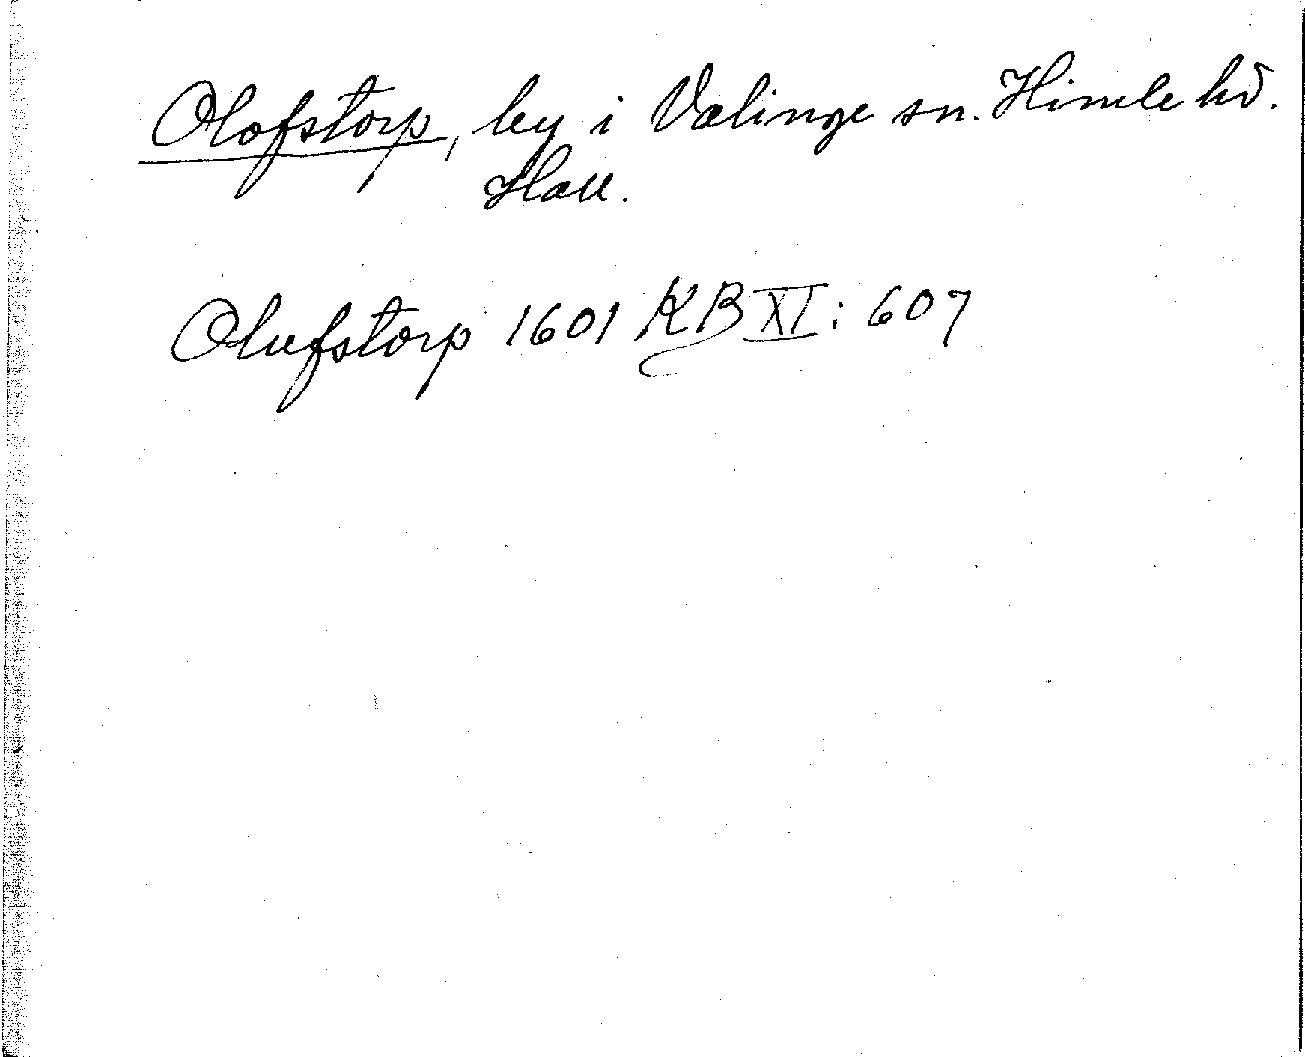 Olofstorp, by i Valinge sn. Himle hd.
Hall.
Olufstorp 1601 KB XI: 607